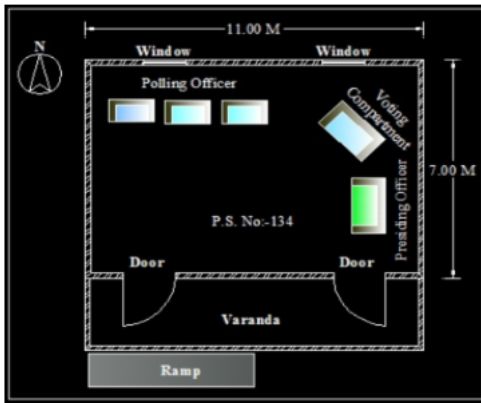 11.00 M
N
Window
Window
Polling Officer
Voting
Compartment
7.00 M
Presiding Officer
P.S. No:-134
Door
Door
Varanda
Ramp